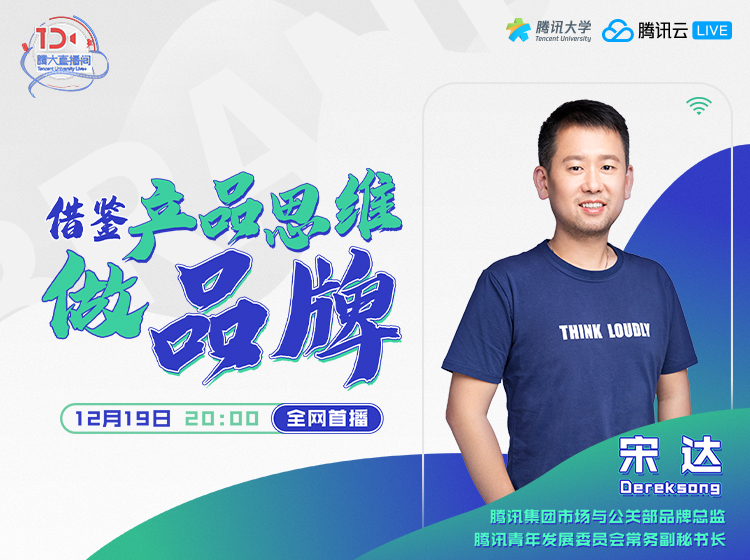 腾大直播间
Tencent University Live
腾讯大学
Tencent University
腾讯云 LIVE
借鉴产品思维
做品牌
12月19日 20:00 全网首播
THINK LOUDLY
宋达
Dereksong
腾讯集团市场与公关部品牌总监
腾讯青年发展委员会常务副秘书长